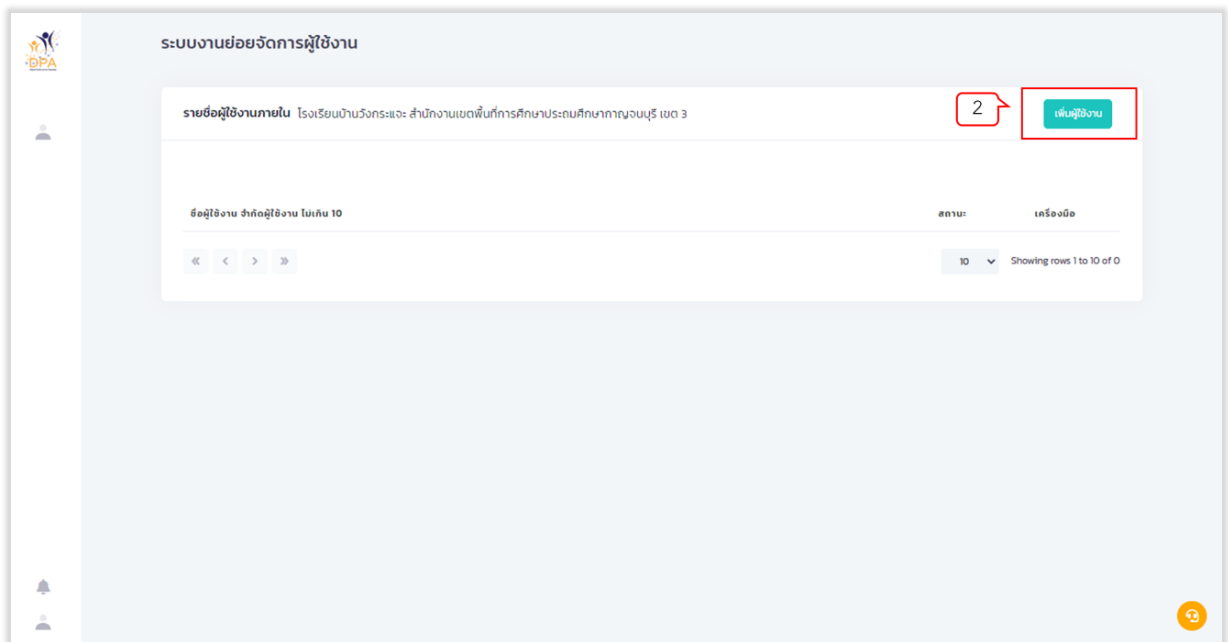 ระบบงานย่อยจัดการผู้ใช้งาน
DPA
รายชื่อผู้ใช้งานภายใน โรงเรียนบ้านวังกระแจะ สำนักงานเขตพื้นที่การศึกษาประถมศึกษากาญจนบุรี เขต 3
2
เพิ่มผู้ใช้งาน
ชื่อผู้ใช้งาน จำกัดผู้ใช้งาน ไม่เกิน 10 สถานะ เครื่องมือ
« < > » 10 Showing rows 1 to 10 of 0